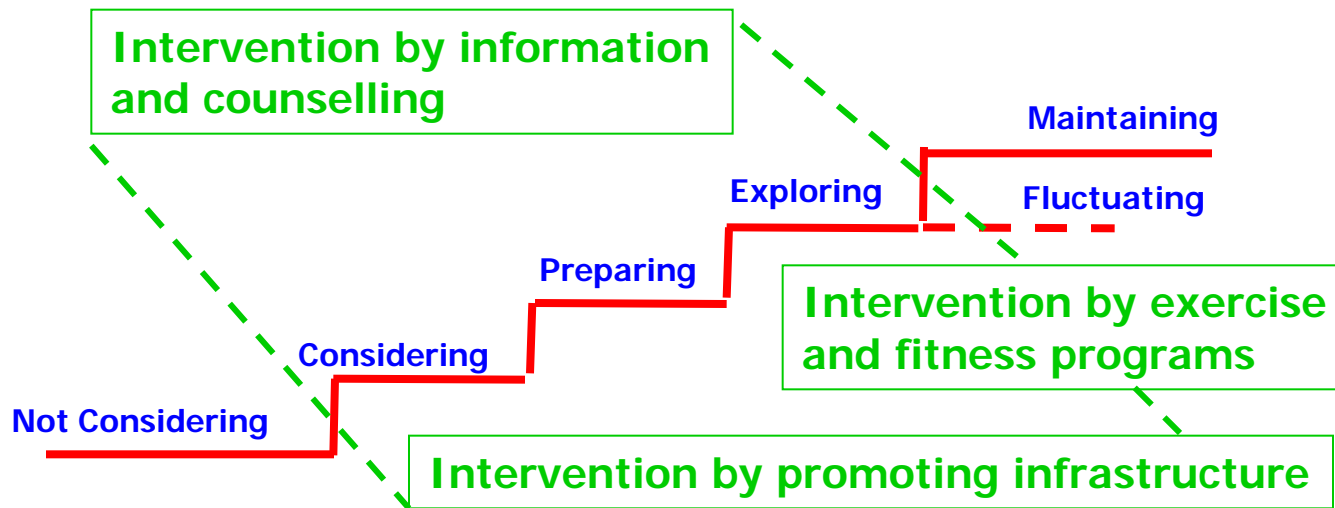 Intervention by information
and counselling
Maintaining
Exploring
Fluctuating
Preparing
Intervention by exercise
and fitness programs
Considering
Not Considering
Intervention by promoting infrastructure